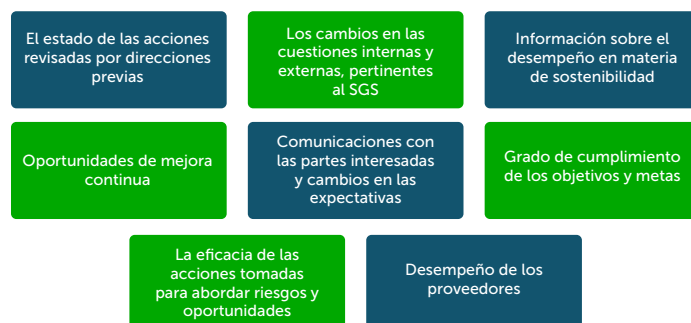 El estado de las acciones
revisadas por direcciones
previas
Los cambios en las
cuestiones internas y
externas, pertinentes
al SGS
Información sobre el
desempeño en materia
de sostenibilidad
Oportunidades de mejora
continua
Comunicaciones con
las partes interesadas
y cambios en las
expectativas
Grado de cumplimiento
de los objetivos y metas
La eficacia de las
acciones tomadas
para abordar riesgos y
oportunidades
Desempeño de los
proveedores